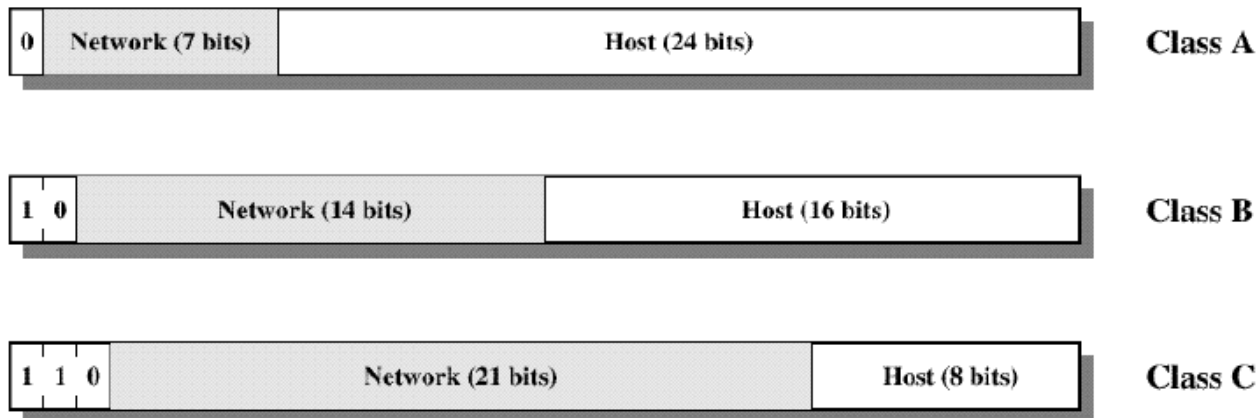 0 Network (7 bits) Host (24 bits) Class A
1 0 Network (14 bits) Host (16 bits) Class B
1 1 0 Network (21 bits) Host (8 bits) Class C